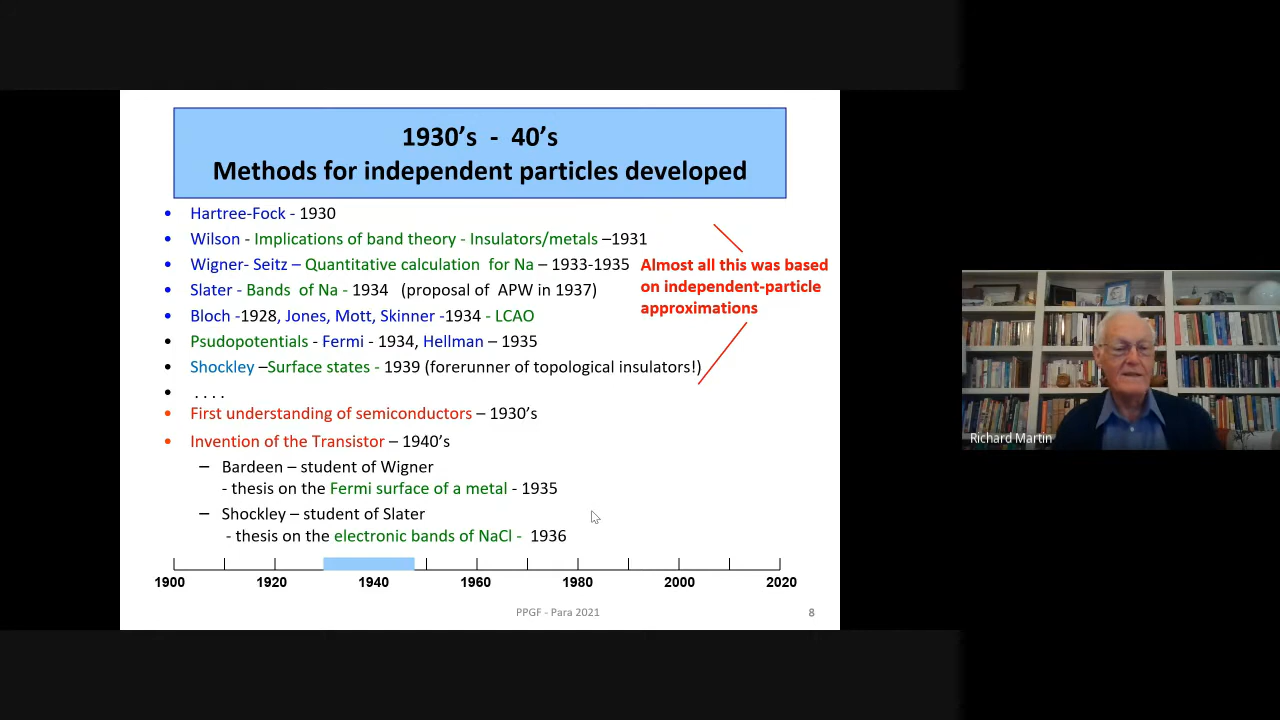 1930’s - 40’s
Methods for independent particles developed
• Hartree-Fock - 1930
• Wilson - Implications of band theory - Insulators/metals –1931
• Wigner- Seitz – Quantitative calculation for Na – 1933-1935
• Slater - Bands of Na - 1934 (proposal of APW in 1937)
• Bloch -1928, Jones, Mott, Skinner -1934 - LCAO
• Psudopotentials - Fermi - 1934, Hellman – 1935
• Shockley –Surface states - 1939 (forerunner of topological insulators!)
• . . . .
Almost all this was based
on independent-particle
approximations
• First understanding of semiconductors – 1930’s
• Invention of the Transistor – 1940’s
– Bardeen – student of Wigner
- thesis on the Fermi surface of a metal - 1935
– Shockley – student of Slater
- thesis on the electronic bands of NaCl - 1936
1900 1920 1940 1960 1980 2000 2020
PPGF - Para 2021 8
Richard Martin